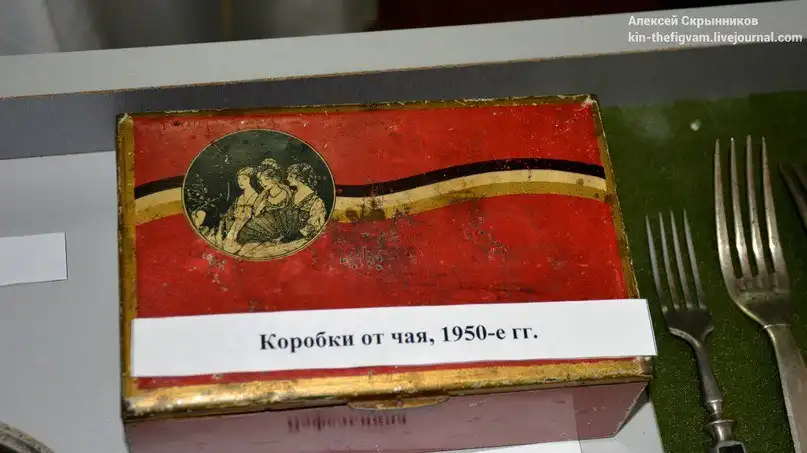 Алексей Скрынников
kin-thefigvam.livejournal.com
Коробки от чая, 1950-е гг.